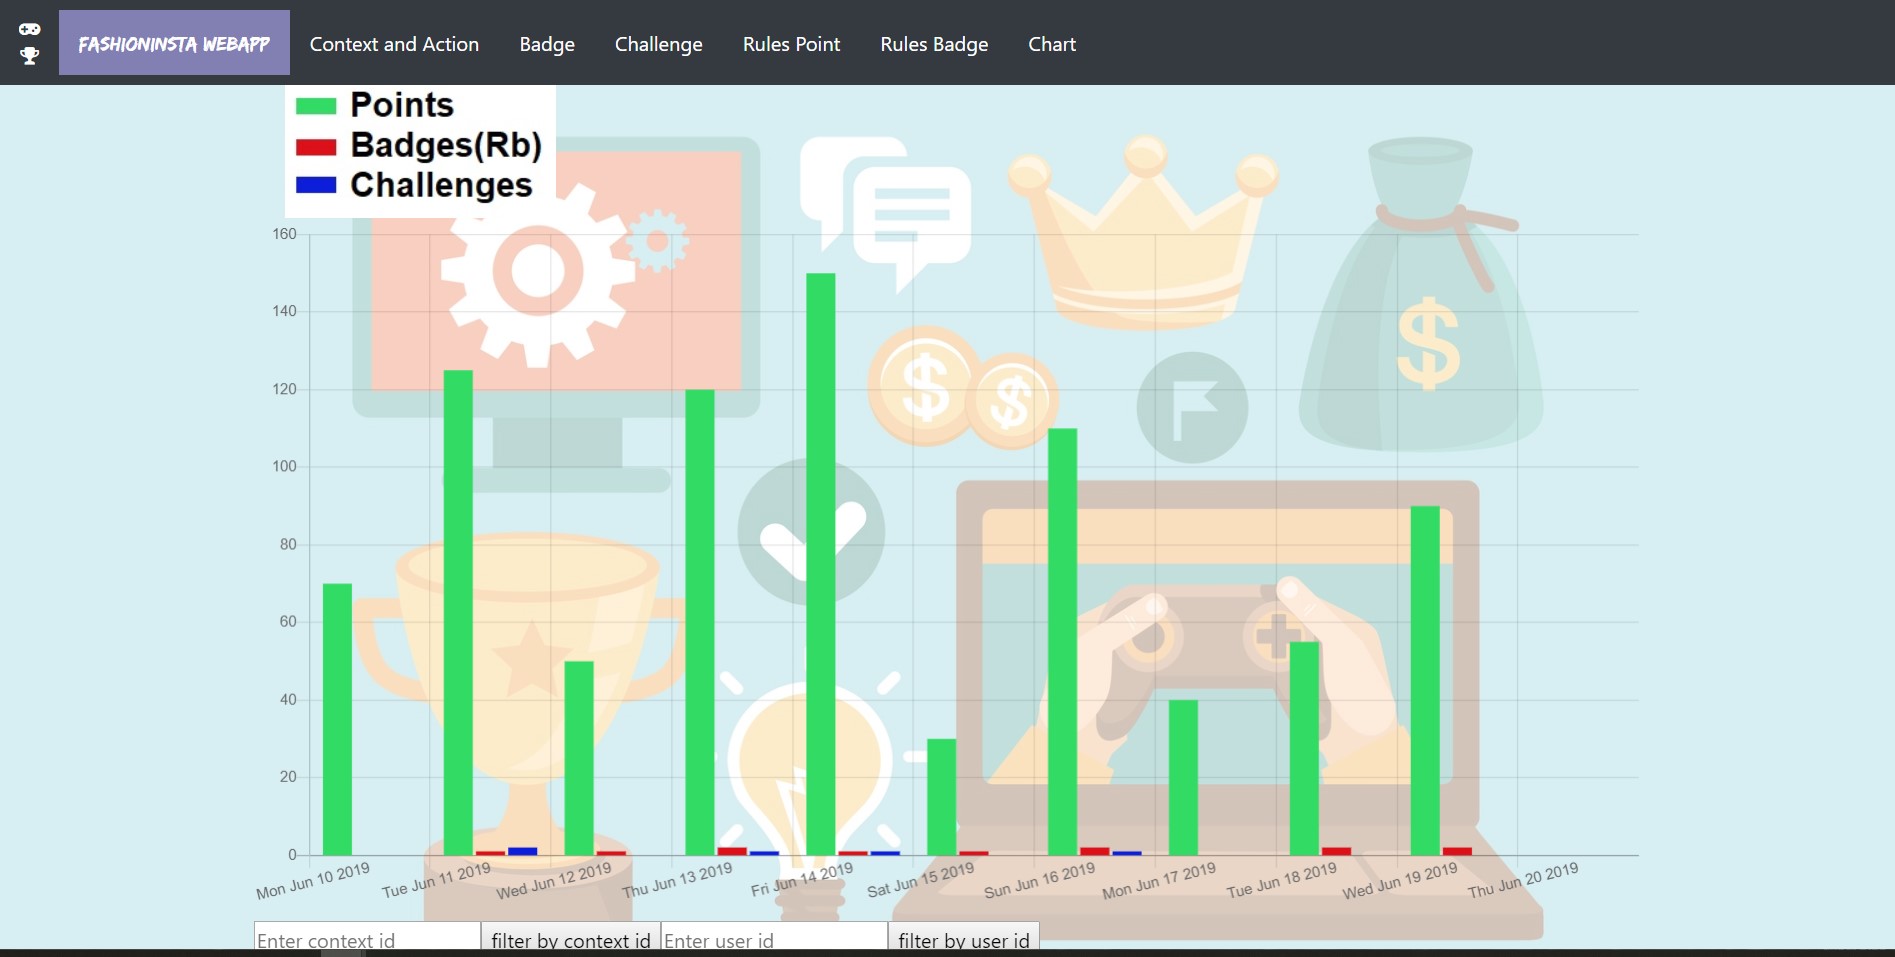 FASHIONINSTA WEBAPP Context and Action Badge Challenge Rules Point Rules Badge Chart
Points
Badges(Rb)
Challenges
160
140
120
100
80
60
40
20
0
Mon Jun 10 2019 Tue Jun 11 2019 Wed Jun 12 2019 Thu Jun 13 2019 Fri Jun 14 2019 Sat Jun 15 2019 Sun Jun 16 2019 Mon Jun 17 2019 Tue Jun 18 2019 Wed Jun 19 2019 Thu Jun 20 2019
$ $ $
Enter context id filter by context id Enter user id filter by user id